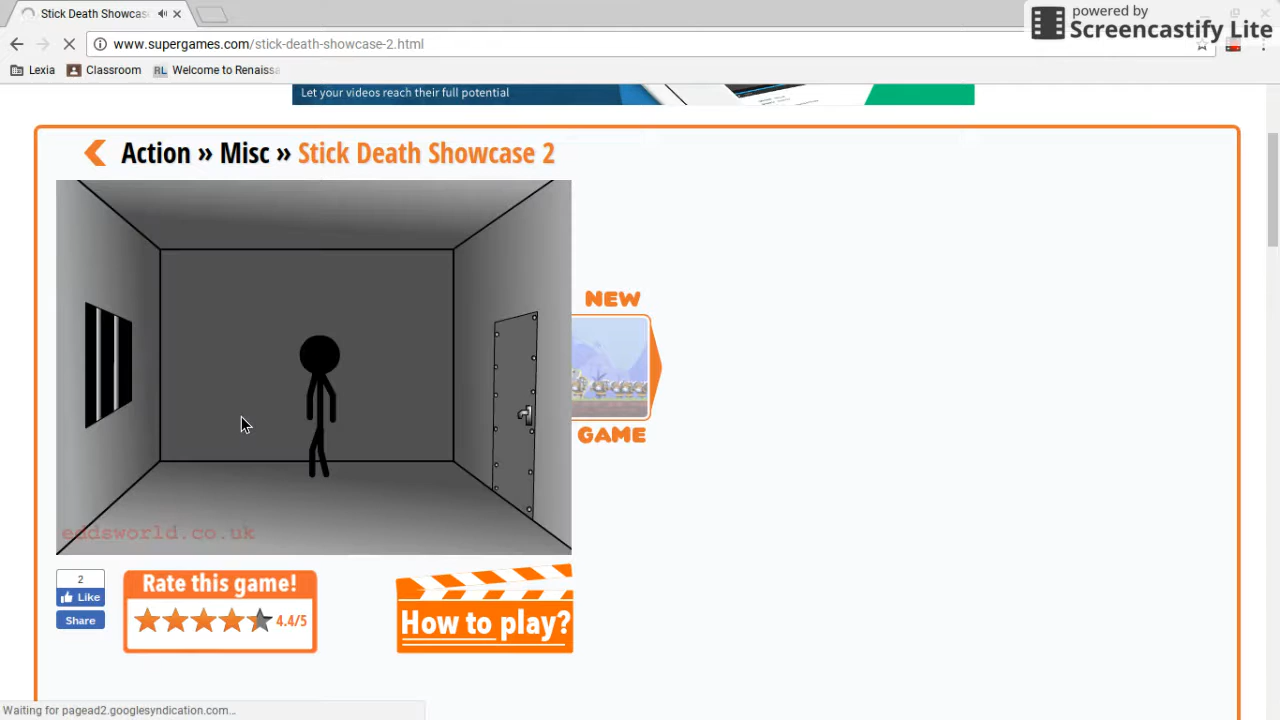 Stick Death Showcas
powered by
Screencastify Lite
www.supergames.com/stick-death-showcase-2.html
Lexia
Classroom
RL Welcome to Renaissa
Let your videos reach their full potential
Action » Misc » Stick Death Showcase 2
NEW
GAME
eddsworld.co.uk
2
Like
Share
Rate this game!
4.4/5
How to play?
Waiting for pagead2.googlesyndication.com...